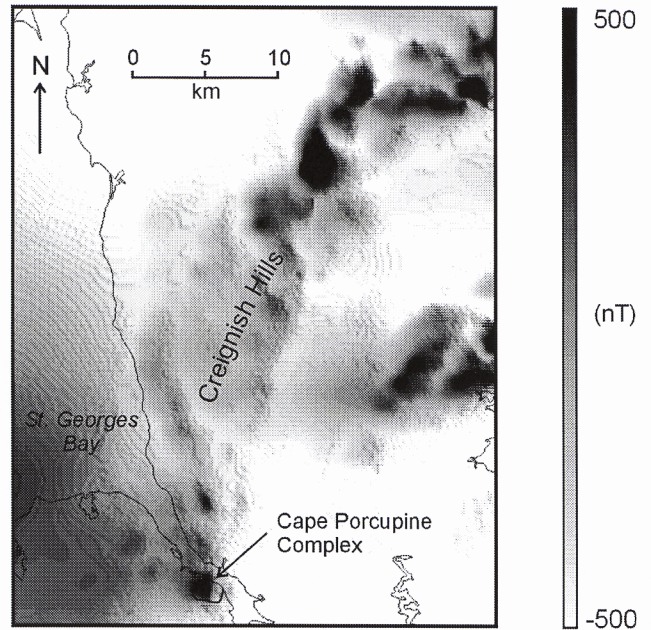 500
0 5 10
km
N
Creignish Hills
(nT)
St. Georges
Bay
Cape Porcupine
Complex
-500